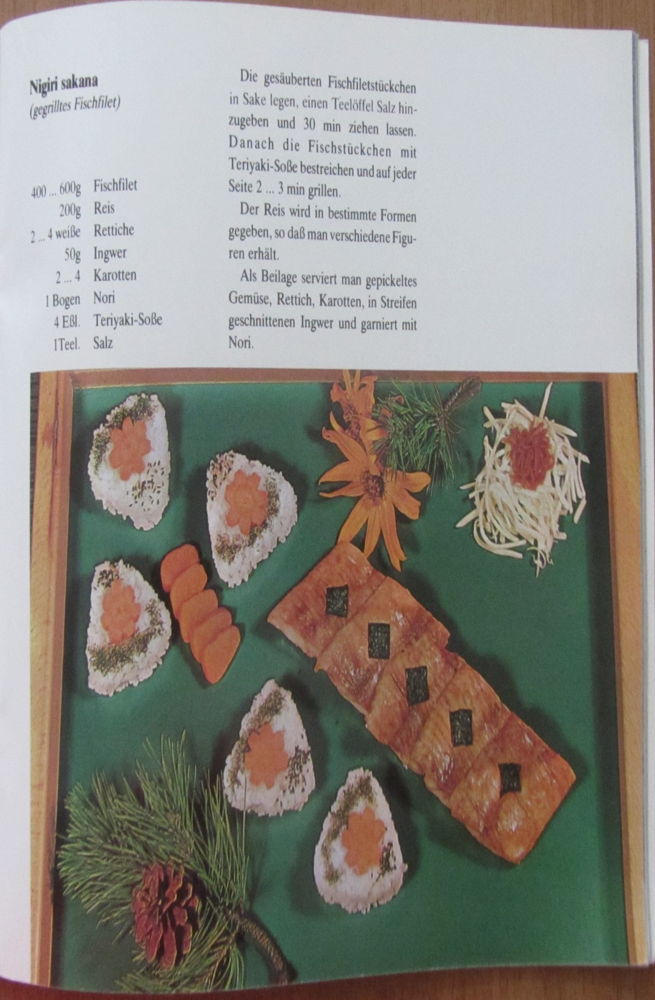 Nigiri sakana
(gegrilltes Fischfilet)
400 ... 600g Fischfilet
200g Reis
2 ... 4 weiße Rettiche
50g Ingwer
2 ... 4 Karotten
1 Bogen Nori
4 Eßl. Teriyaki-Soße
1Teel. Salz
Die gesäuberten Fischfiletstückchen
in Sake legen, einen Teelöffel Salz hin-
zugeben und 30 min ziehen lassen.
Danach die Fischstückchen mit
Teriyaki-Soße bestreichen und auf jeder
Seite 2 ... 3 min grillen.
Der Reis wird in bestimmte Formen
gegeben, so daß man verschiedene Figu-
ren erhält.
Als Beilage serviert man gepickeltes
Gemüse, Rettich, Karotten, in Streifen
geschnittenen Ingwer und garniert mit
Nori.